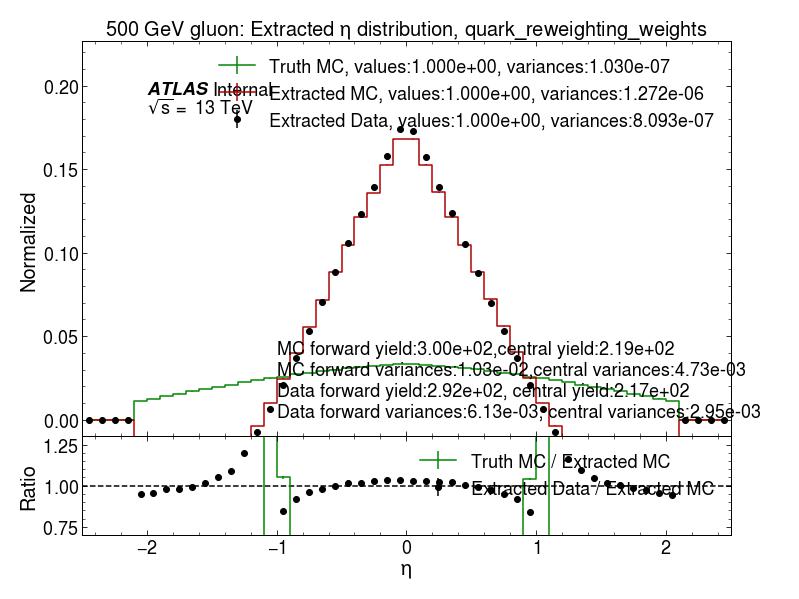 500 GeV gluon: Extracted η distribution, quark_reweighting_weights
Truth MC, values:1.000e+00, variances:1.030e-07
ATLAS Internal
Extracted MC, values:1.000e+00, variances:1.272e-06
√s = 13 TeV
Extracted Data, values:1.000e+00, variances:8.093e-07
Normalized
0.20
0.15
0.10
0.05
0.00
MC forward yield:3.00e+02,central yield:2.19e+02
MC forward variances:1.03e-02,central variances:4.73e-03
Data forward yield:2.92e+02, central yield:2.17e+02
Data forward variances:6.13e-03, central variances:2.95e-03
Ratio
1.25
1.00
0.75
Truth MC / Extracted MC
Extracted Data / Extracted MC
−2 −1 0 1 2
η